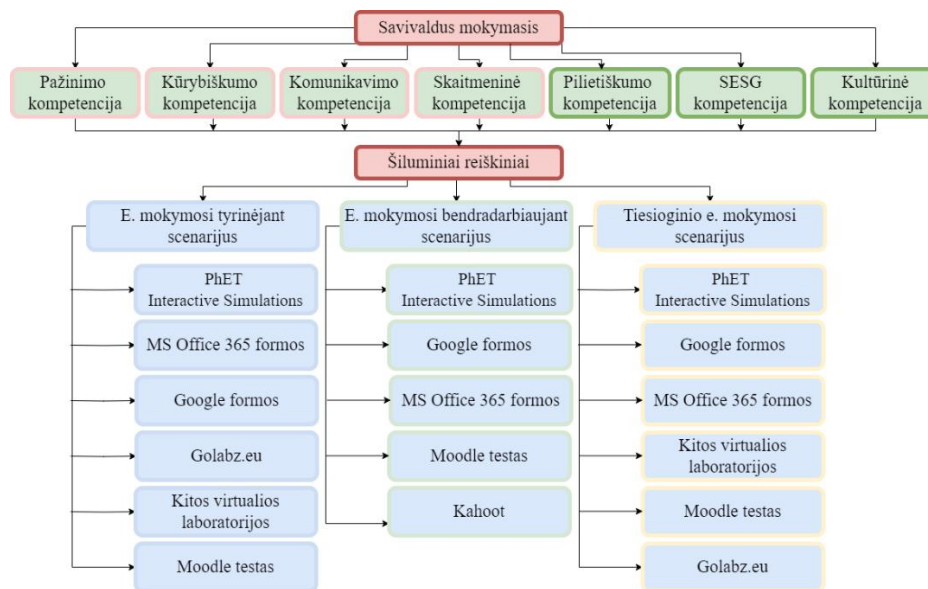 Savivaldus mokymasis
Pažinimo
kompetencija
Kūrybiškumo
kompetencija
Komunikavimo
kompetencija
Skaitmeninė
kompetencija
Pilietiškumo
kompetencija
SESG
kompetencija
Kultūrinė
kompetencija
Šiluminiai reiškiniai
E. mokymosi tyrinėjant
scenarijus
E. mokymosi bendradarbiaujant
scenarijus
Tiesioginio e. mokymosi
scenarijus
PhET
Interactive Simulations
MS Office 365 formos
Google formos
Golabz.eu
Kitos virtualios
laboratorijos
Moodle testas
PhET
Interactive Simulations
Google formos
MS Office 365 formos
Moodle testas
Kahoot
PhET
Interactive Simulations
Google formos
MS Office 365 formos
Kitos virtualios
laboratorijos
Moodle testas
Golabz.eu